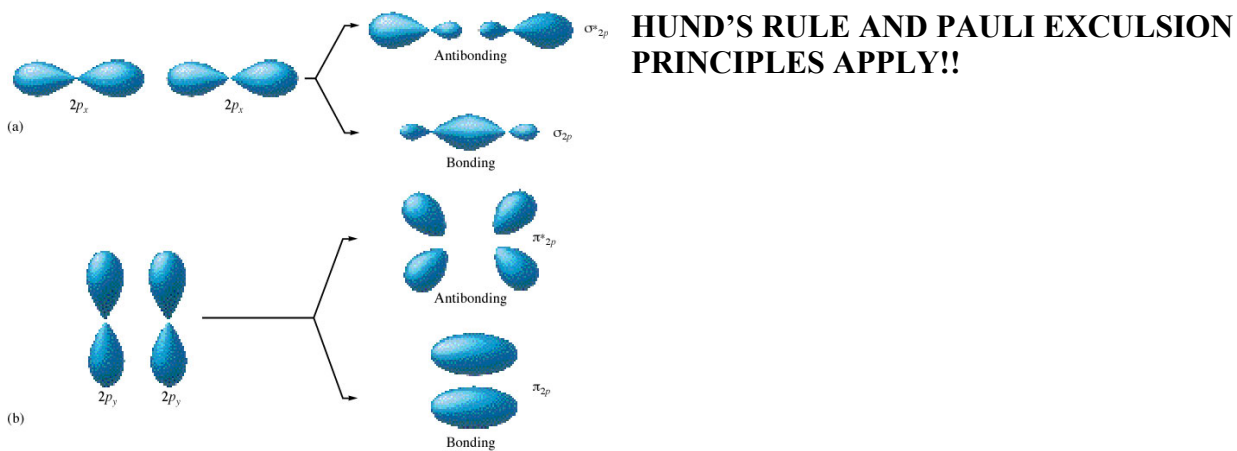 σ*2p
Antibonding
HUND'S RULE AND PAULI EXCULSION
PRINCIPLES APPLY!!
2px
2px
(a)
σ2p
Bonding
π*2p
Antibonding
2py
2py
π2p
(b)
Bonding